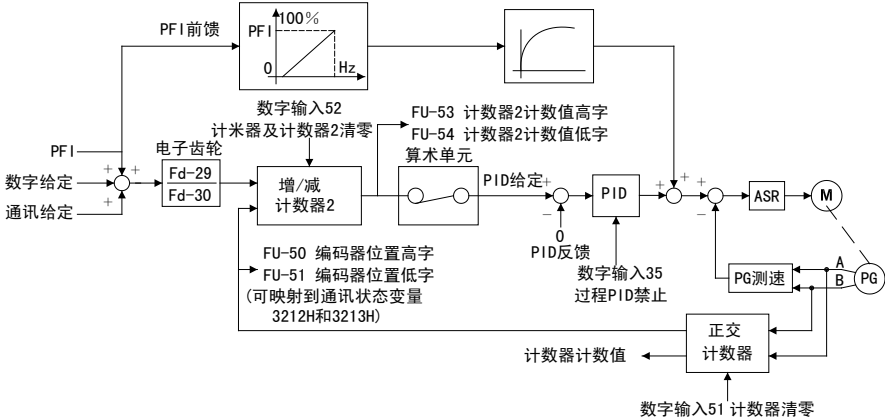 PFI前馈
100%
PFI
0
Hz
数字输入52
计米器及计数器2清零
FU-53 计数器2计数值高字
FU-54 计数器2计数值低字
PFI
数字给定
通讯给定
+
+
+
+
−
电子齿轮
Fd-29
Fd-30
增/减
计数器2
算术单元
PID给定
+
−
0
PID反馈
PID
数字输入35
过程PID禁止
+
+
+
−
ASR
M
PG测速
A
B
PG
FU-50 编码器位置高字
FU-51 编码器位置低字
(可映射到通讯状态变量
3212H和3213H)
正交
计数器
计数器计数值
数字输入51 计数器清零